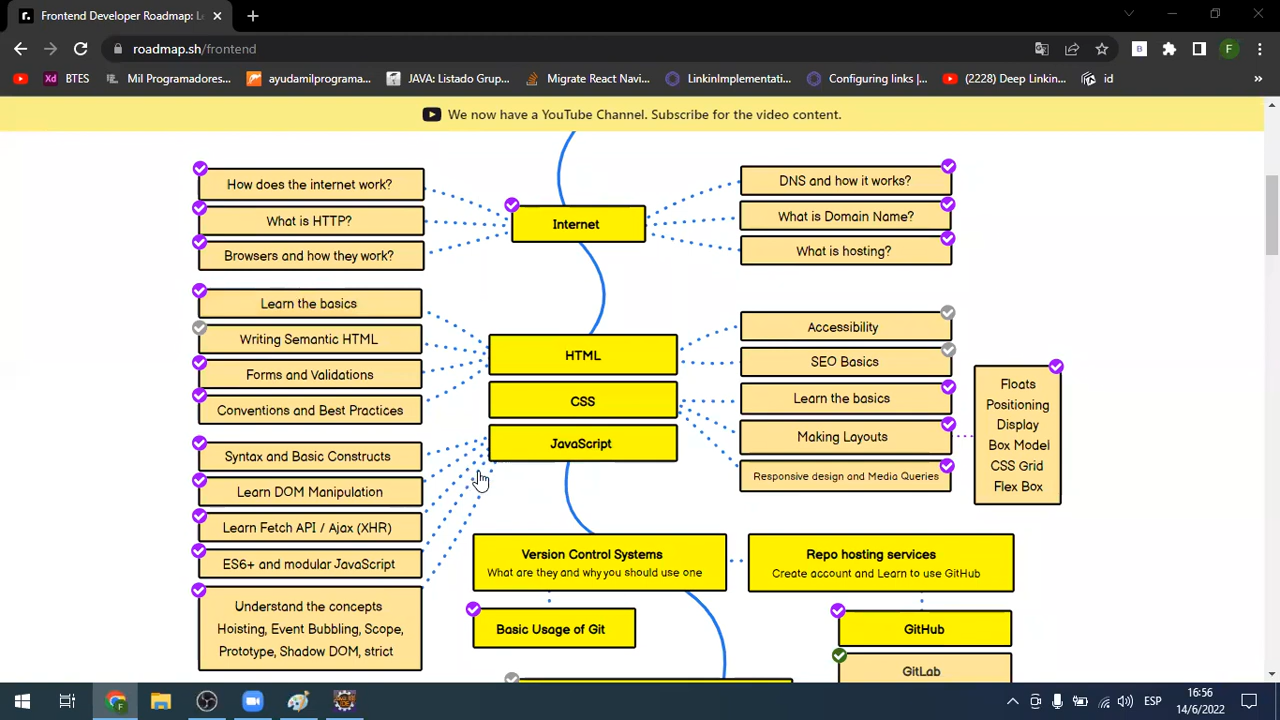 Frontend Developer Roadmap: Le
roadmap.sh/frontend
F
BTES
Mil Programadores...
ayudamilprograma...
JAVA: Listado Grup...
Migrate React Navi...
LinkinImplementati...
Configuring links |...
(2228) Deep Linkin...
id
We now have a YouTube Channel. Subscribe for the video content.
How does the internet work?
What is HTTP?
Browsers and how they work?
Internet
DNS and how it works?
What is Domain Name?
What is hosting?
Learn the basics
Writing Semantic HTML
Forms and Validations
Conventions and Best Practices
HTML
CSS
JavaScript
Accessibility
SEO Basics
Learn the basics
Making Layouts
Responsive design and Media Queries
Floats
Positioning
Display
Box Model
CSS Grid
Flex Box
Syntax and Basic Constructs
Learn DOM Manipulation
Learn Fetch API / Ajax (XHR)
ES6+ and modular JavaScript
Understand the concepts
Hoisting, Event Bubbling, Scope,
Prototype, Shadow DOM, strict
Version Control Systems
What are they and why you should use one
Repo hosting services
Create account and Learn to use GitHub
Basic Usage of Git
GitHub
GitLab
ESP
16:56
14/6/2022